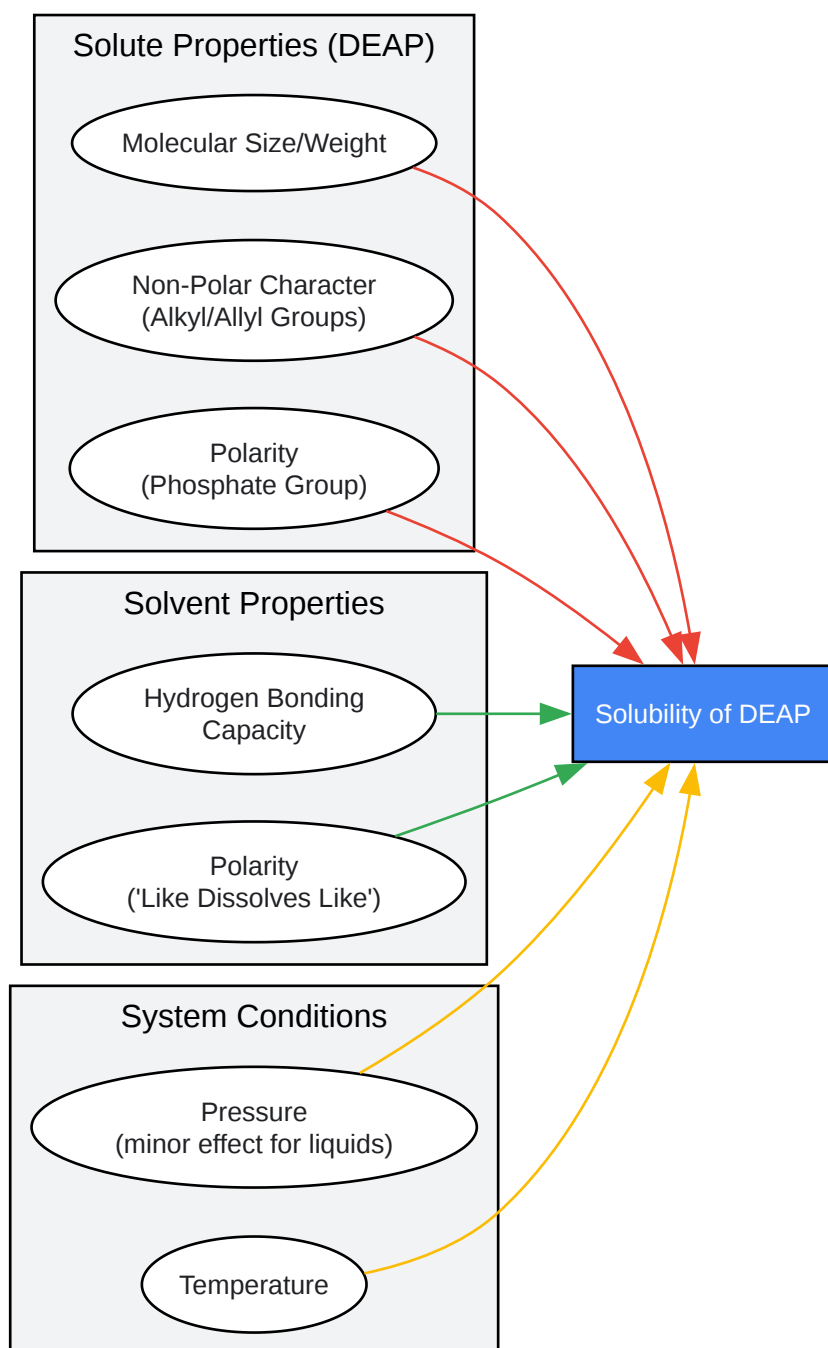 Solute Properties (DEAP)
Molecular Size/Weight
Non-Polar Character
(Alkyl/Allyl Groups)
Polarity
(Phosphate Group)
Solvent Properties
Hydrogen Bonding
Capacity
Polarity
('Like Dissolves Like')
Solubility of DEAP
System Conditions
Pressure
(minor effect for liquids)
Temperature